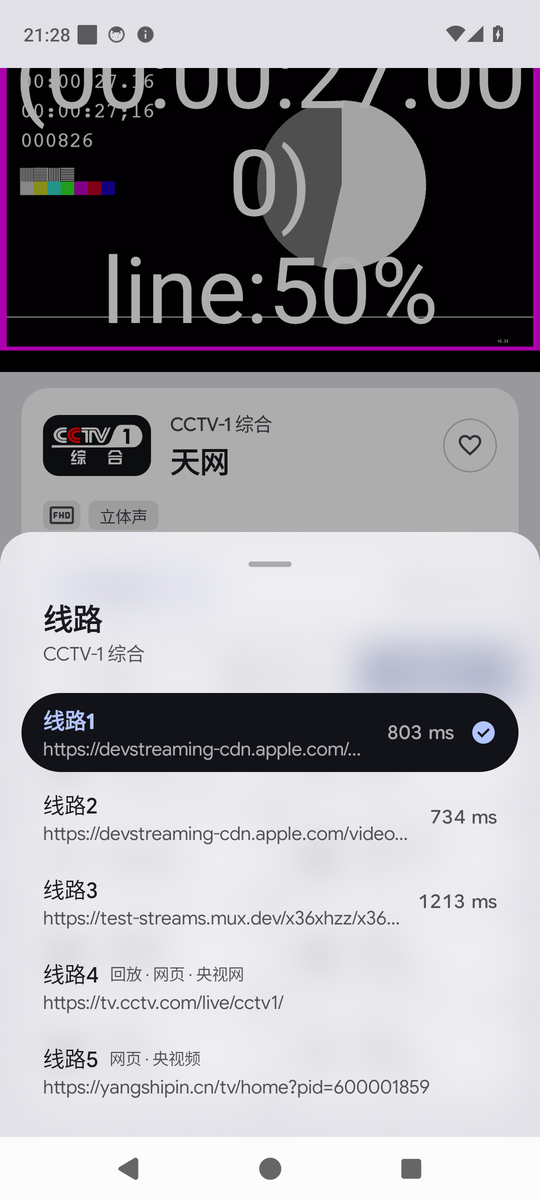 21:28
00:00:27.16
(00:00:27.00
00:00:27;16
000826
0)
line:50%
CCTV 1
综合
CCTV-1 综合
天网
FHD
立体声
线路
CCTV-1 综合
线路1
803 ms
https://devstreaming-cdn.apple.com/...
线路2
734 ms
https://devstreaming-cdn.apple.com/video...
线路3
1213 ms
https://test-streams.mux.dev/x36xhzz/x36...
线路4 回放 · 网页 · 央视网
https://tv.cctv.com/live/cctv1/
线路5 网页 · 央视频
https://yangshipin.cn/tv/home?pid=600001859